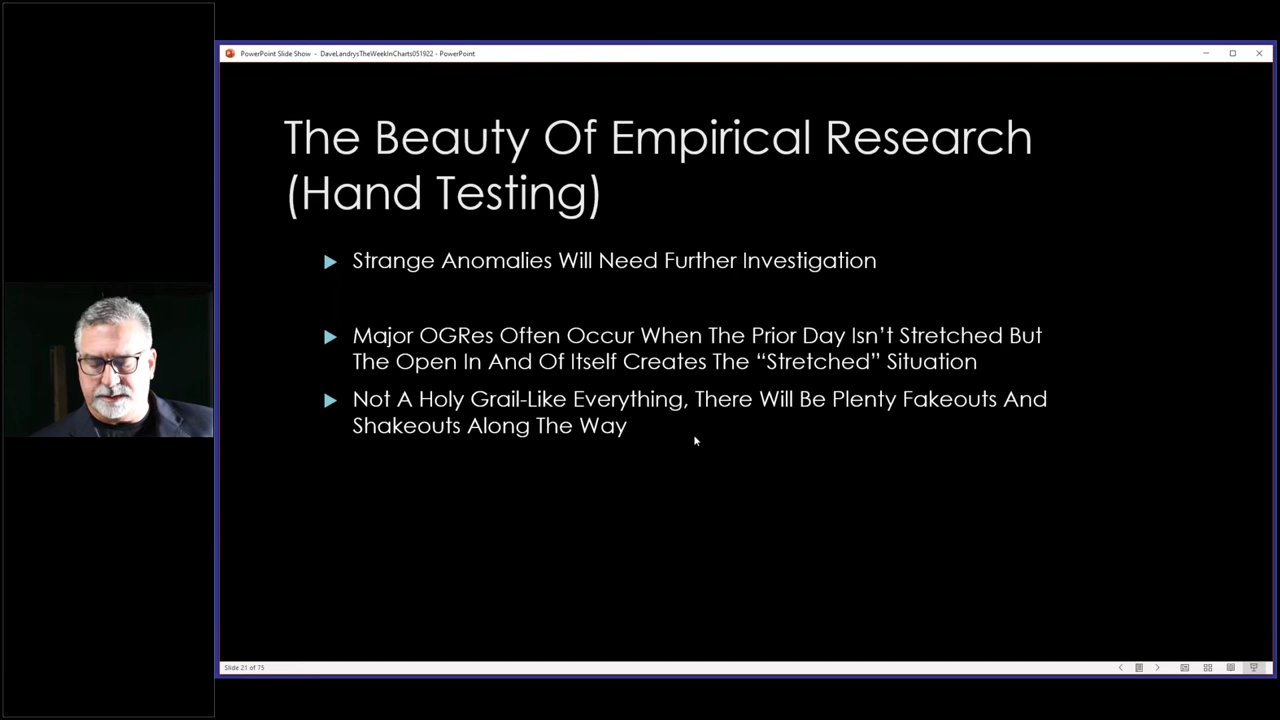 PowerPoint Slide Show - DaveLandrysTheWeekInCharts051922 - PowerPoint
The Beauty Of Empirical Research
(Hand Testing)
Strange Anomalies Will Need Further Investigation
Major OGRes Often Occur When The Prior Day Isn’t Stretched But
The Open In And Of Itself Creates The “Stretched” Situation
Not A Holy Grail-Like Everything, There Will Be Plenty Fakeouts And
Shakeouts Along The Way
Slide 21 of 75